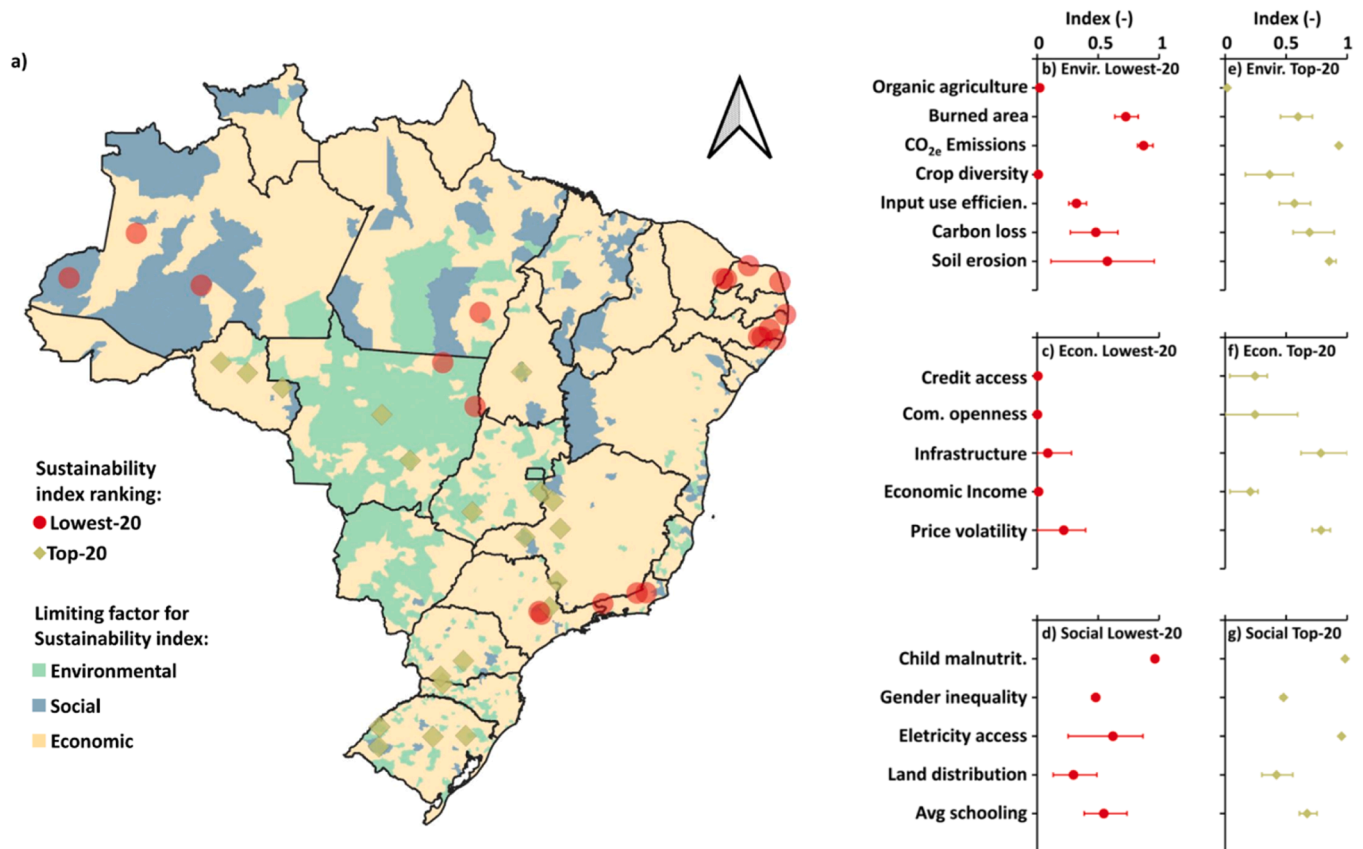 a)
Sustainability
index ranking:
Lowest-20
Top-20
Limiting factor for
Sustainability index:
Environmental
Social
Economic
Index (-)
Index (-)
0 0.5 1
0 0.5 1
b) Envir. Lowest-20
e) Envir. Top-20
Organic agriculture
Burned area
CO2e Emissions
Crop diversity
Input use efficien.
Carbon loss
Soil erosion
c) Econ. Lowest-20
f) Econ. Top-20
Credit access
Com. openness
Infrastructure
Economic Income
Price volatility
d) Social Lowest-20
g) Social Top-20
Child malnutrit.
Gender inequality
Eletricity access
Land distribution
Avg schooling